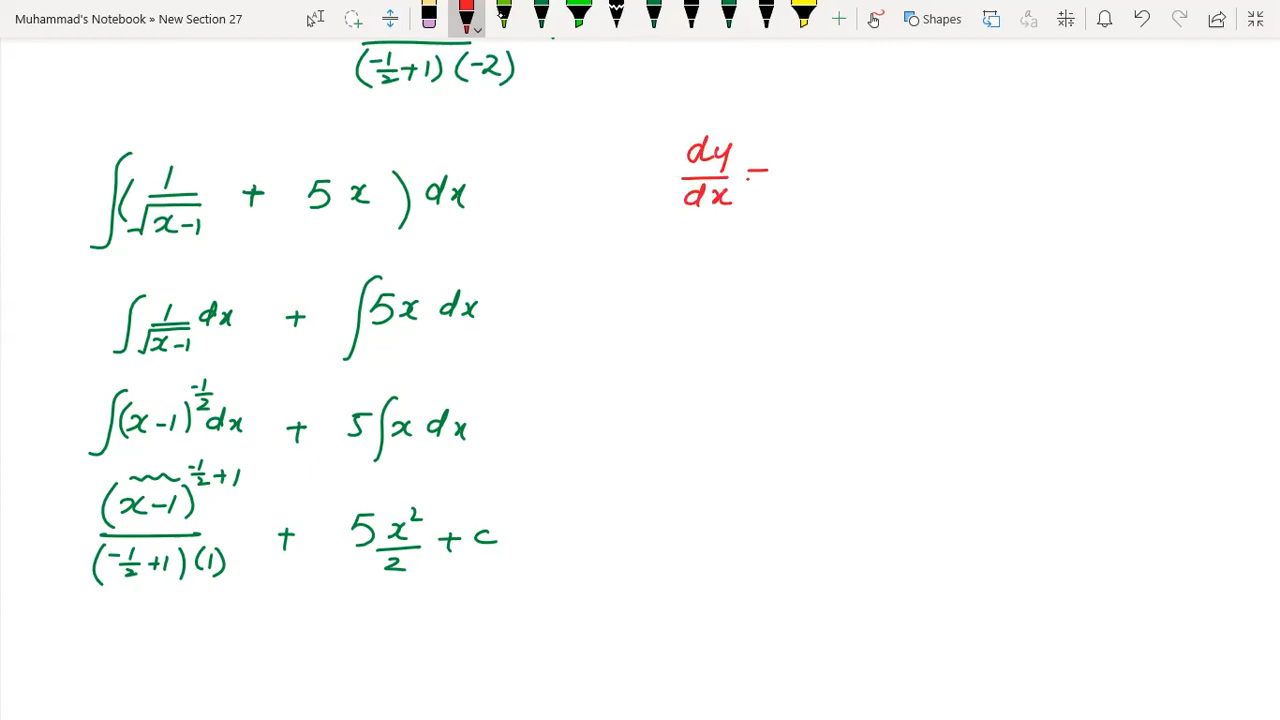 Muhammad's Notebook » New Section 27
Shapes
(-1/2 + 1) (-2)
∫(1/√(x-1) + 5x) dx
dy/dx =
∫ 1/√(x-1) dx + ∫ 5x dx
∫ (x-1)^(-1/2) dx + 5∫ x dx
(x-1)^(-1/2 + 1) / (-1/2 + 1)(1) + 5x²/2 + c